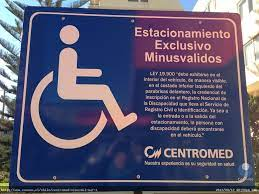 Estacionamiento
Exclusivo
Minusvalidos
LEY 19.900 "debe exhibirse en el
interior del vehículo, de manera visible,
en el costado inferior izquierdo del
parabrisas delantero, la credencial de
inscripción en el Registro Nacional de
la Discapacidad que lleva el Servicio de
Registro Civil e Identificación. Ya sea a
la entrada o a la salida del
estacionamiento, la persona con
discapacidad deberá encontrarse
en el vehículo."
CENTROMED
Nuestra experiencia es su seguridad en salud